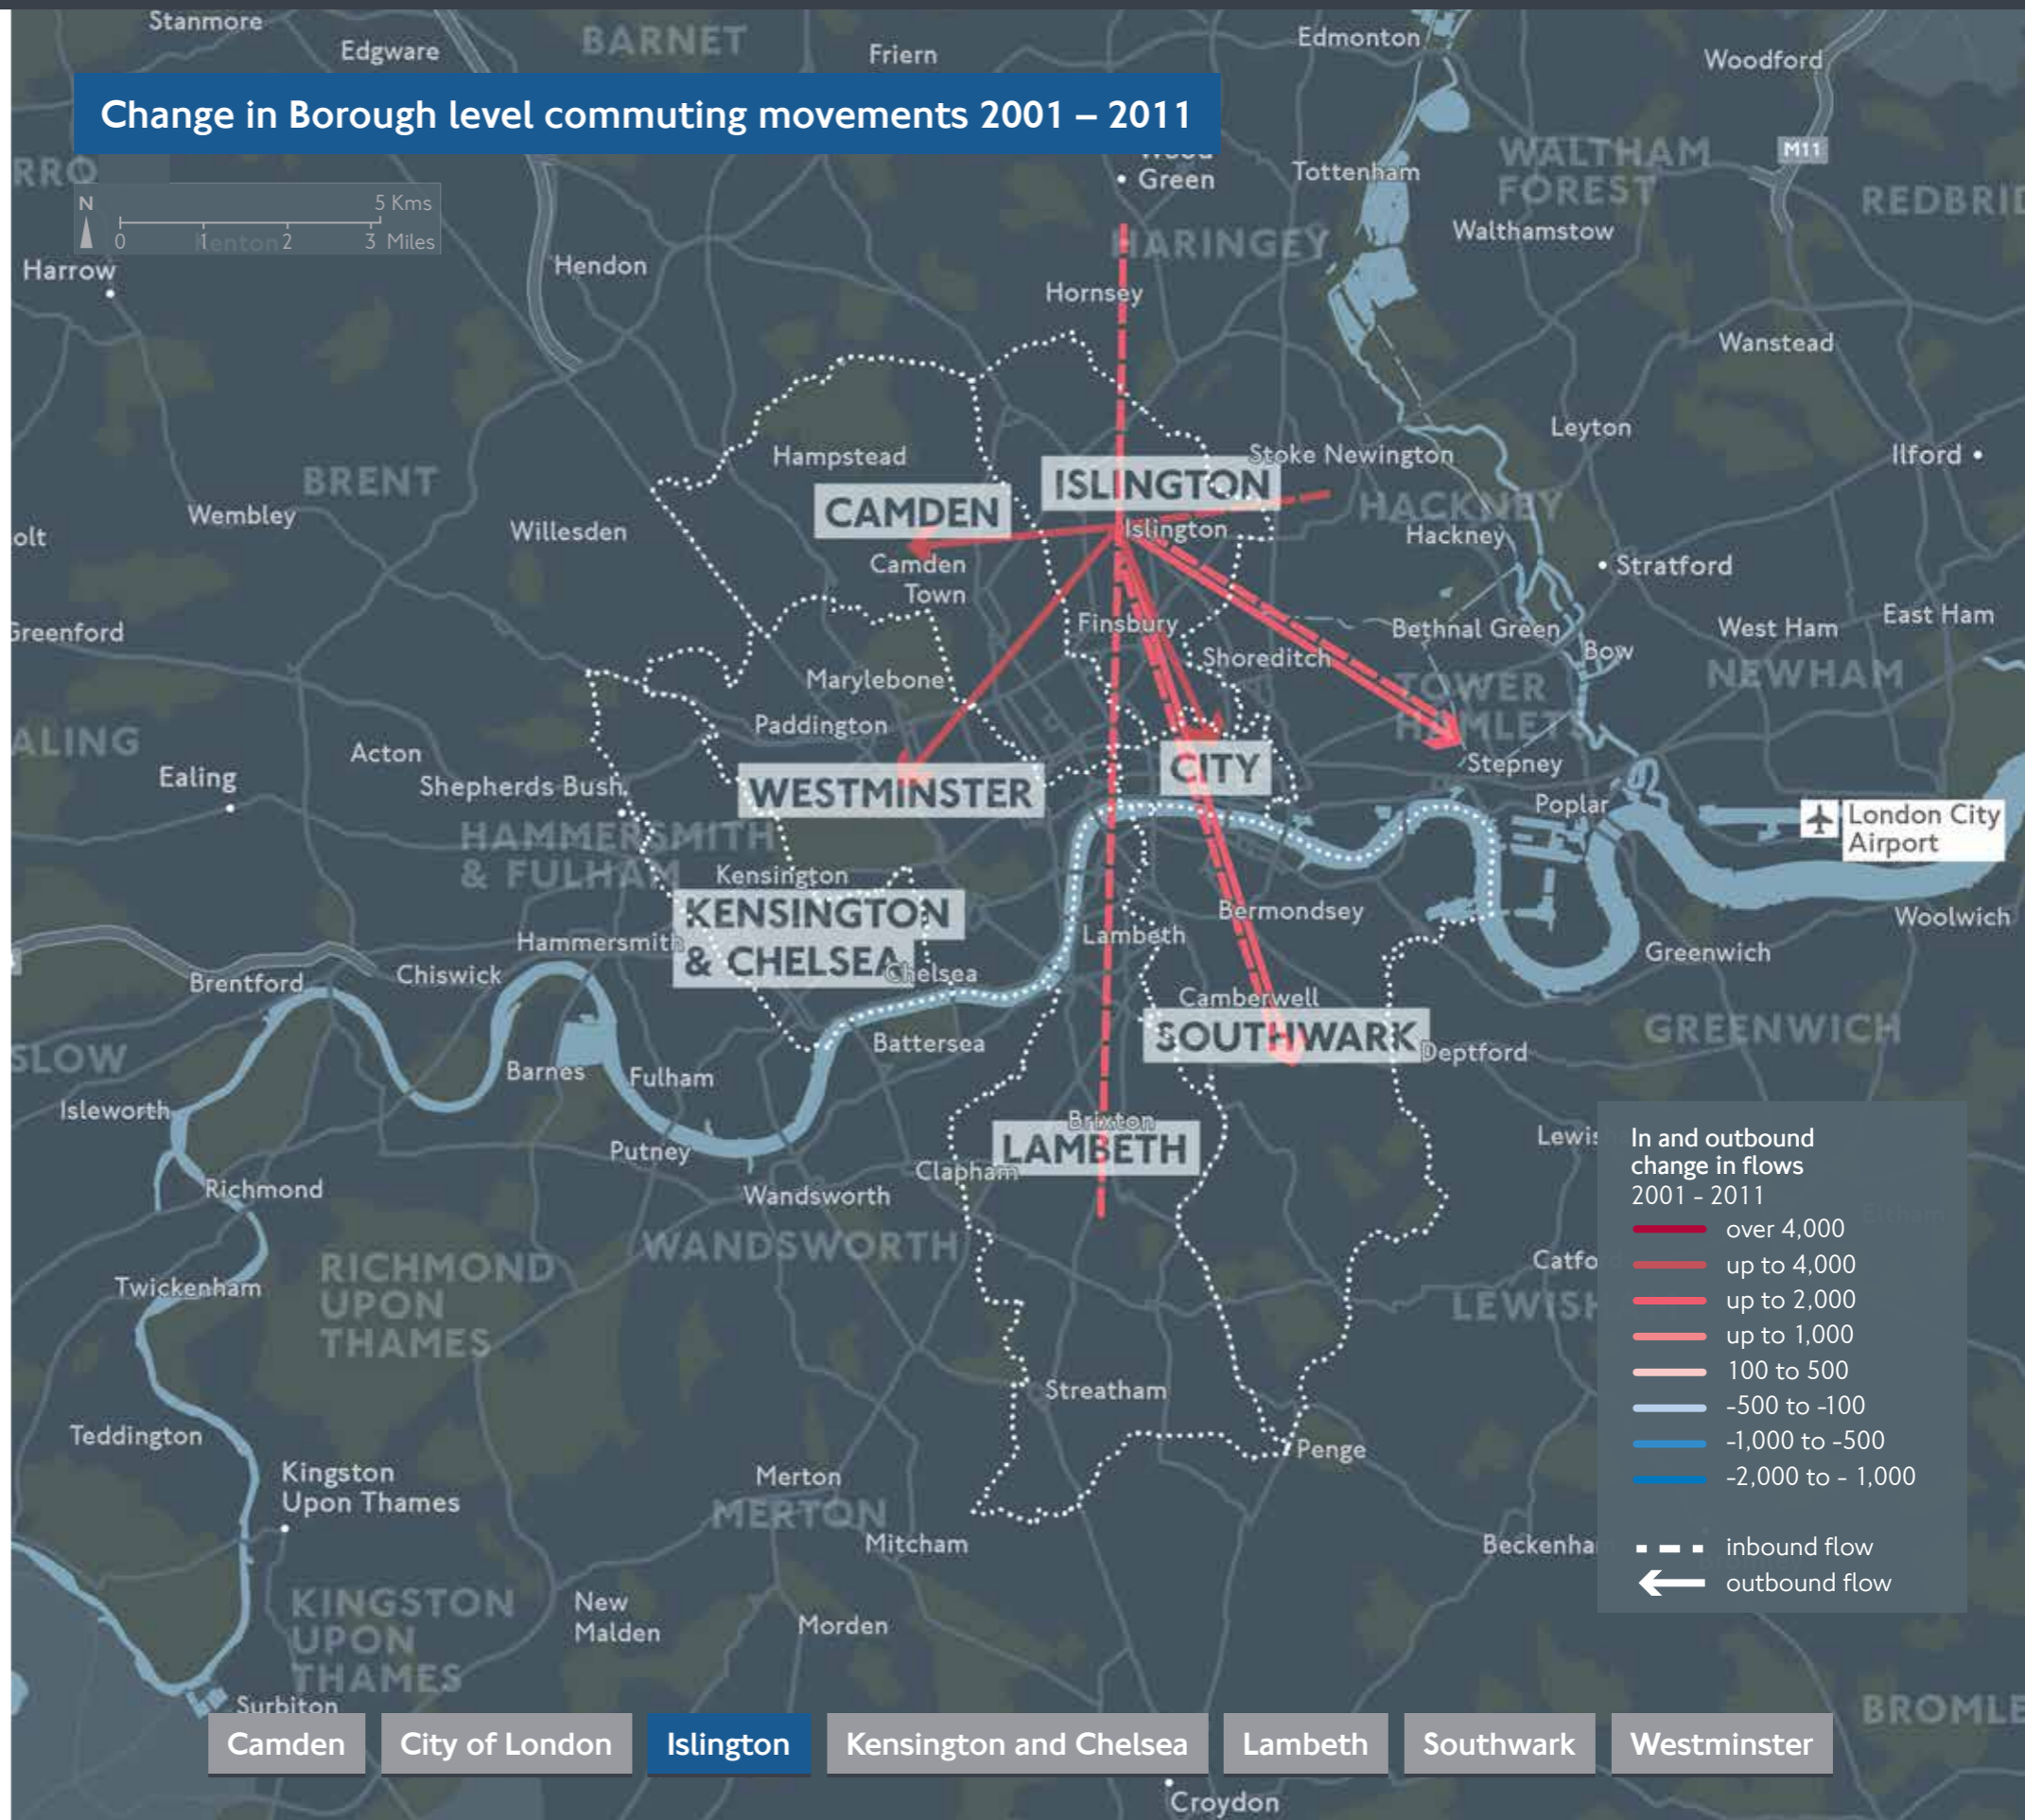 Stanmore
Edgware
BARNET
Friern
Edmonton
Woodford
Change in Borough level commuting movements 2001 – 2011
Green
Tottenham
WALTHAM
FOREST
M11
RRO
N
5 Kms
0 1 2 3 Miles
HARINGEY
Walthamstow
Harrow
Hendon
Hornsey
Wanstead
Leyton
Hampstead
Stoke Newington
Ilford
BRENT
ISLINGTON
CAMDEN
HACKNEY
Wembley
Willesden
Islington
Hackney
olt
Camden
Town
Stratford
Greenford
Finsbury
Bethnal Green
West Ham
East Ham
Shoreditch
Bow
Marylebone
TOWER
HAMLETS
NEWHAM
Paddington
ALING
Acton
Ealing
Shepherds Bush
WESTMINSTER
CITY
Stepney
Poplar
London City
Airport
HAMMERSMITH
& FULHAM
Kensington
KENSINGTON
& CHELSEA
Bermondsey
Woolwich
Hammersmith
Lambeth
Chelsea
Brentford
Chiswick
Greenwich
Camberwell
SOUTHWARK
Deptford
GREENWICH
SLOW
Battersea
Barnes
Fulham
Isleworth
Brixton
LAMBETH
Putney
Clapham
Richmond
Wandsworth
WANDSWORTH
RICHMOND
UPON
THAMES
Twickenham
Lewis
Catfo
LEWISH
In and outbound
change in flows
2001 - 2011
over 4,000
up to 4,000
up to 2,000
up to 1,000
100 to 500
-500 to -100
-1,000 to -500
-2,000 to - 1,000
inbound flow
outbound flow
Streatham
Teddington
Penge
Kingston
Upon Thames
Merton
MERTON
Mitcham
Beckenha
KINGSTON
UPON
THAMES
New
Malden
Morden
Surbiton
BROMLE
Camden
City of London
Islington
Kensington and Chelsea
Lambeth
Southwark
Westminster
Croydon
REDBRID